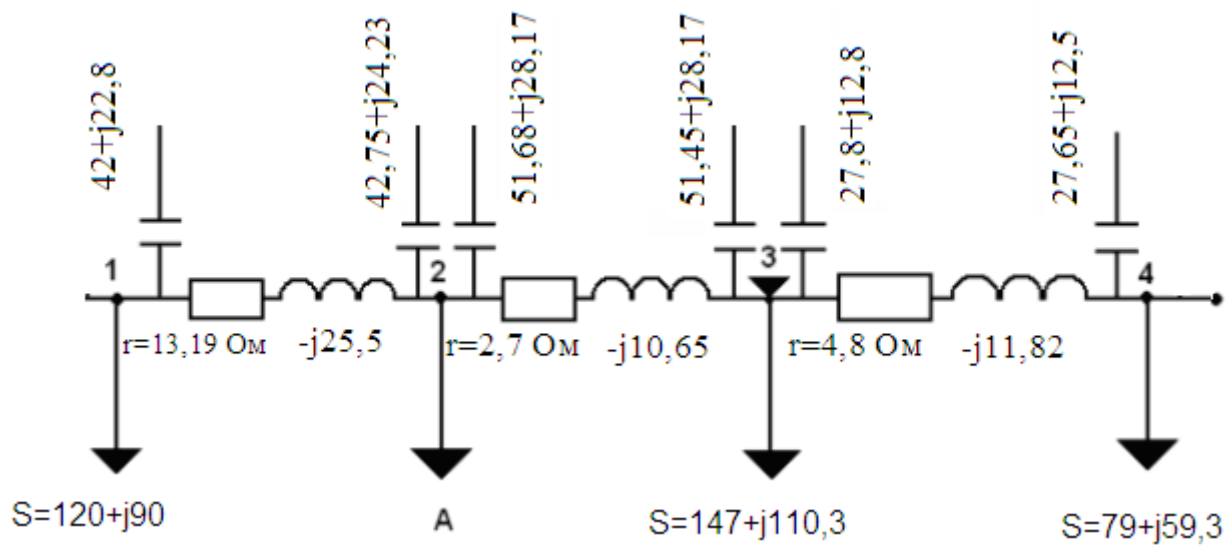 42+j22,8
42,75+j24,23
51,68+j28,17
51,45+j28,17
27,8+j12,8
27,65+j12,5
1
2
3
4
r=13,19 Ом
-j25,5
r=2,7 Ом
-j10,65
r=4,8 Ом
-j11,82
S=120+j90
A
S=147+j110,3
S=79+j59,3